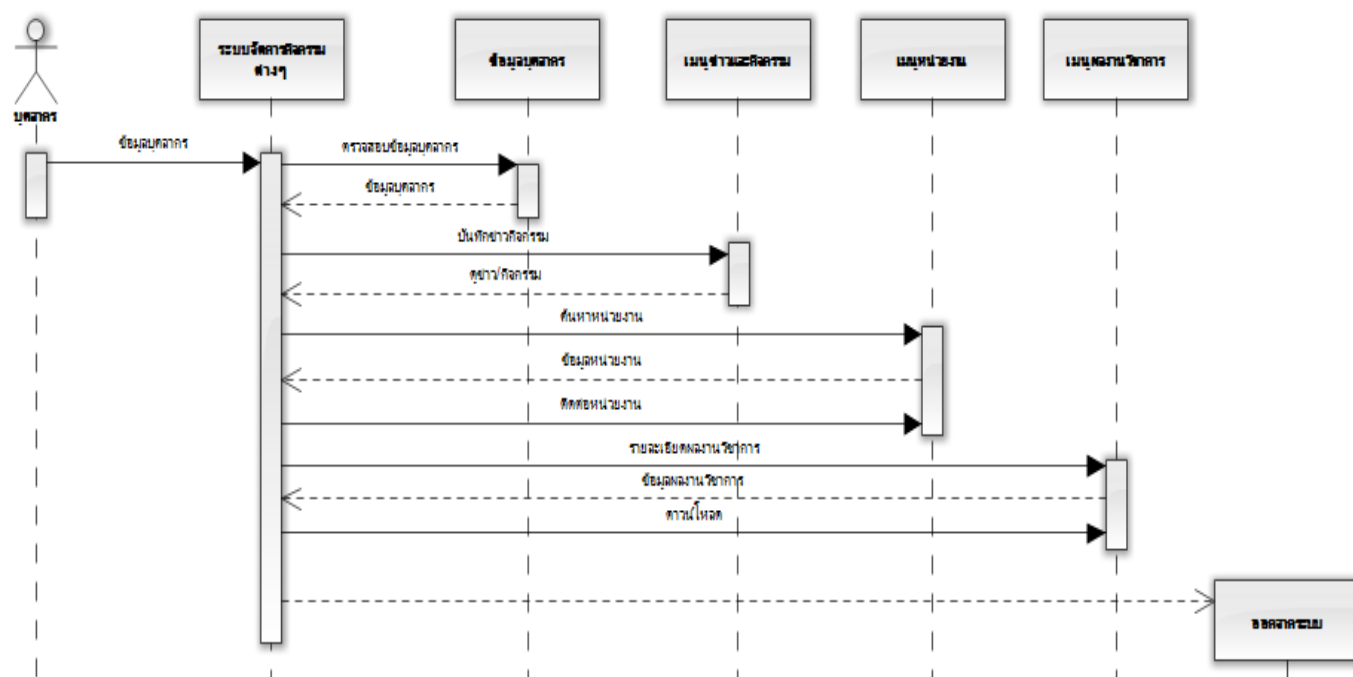 ระบบจัดการกิจกรรม
ต่างๆ
ข้อมูลบุคลากร
เมนูข่าวและกิจกรรม
เมนูหน่วยงาน
เมนูผลงานวิชาการ
บุคลากร
ข้อมูลบุคลากร
ตรวจสอบข้อมูลบุคลากร
ข้อมูลบุคลากร
บันทึกข่าวกิจกรรม
ดูข่าว/กิจกรรม
ค้นหาหน่วยงาน
ข้อมูลหน่วยงาน
ติดต่อหน่วยงาน
รายละเอียดผลงานวิชาการ
ข้อมูลผลงานวิชาการ
ดาวน์โหลด
ออกจากระบบ